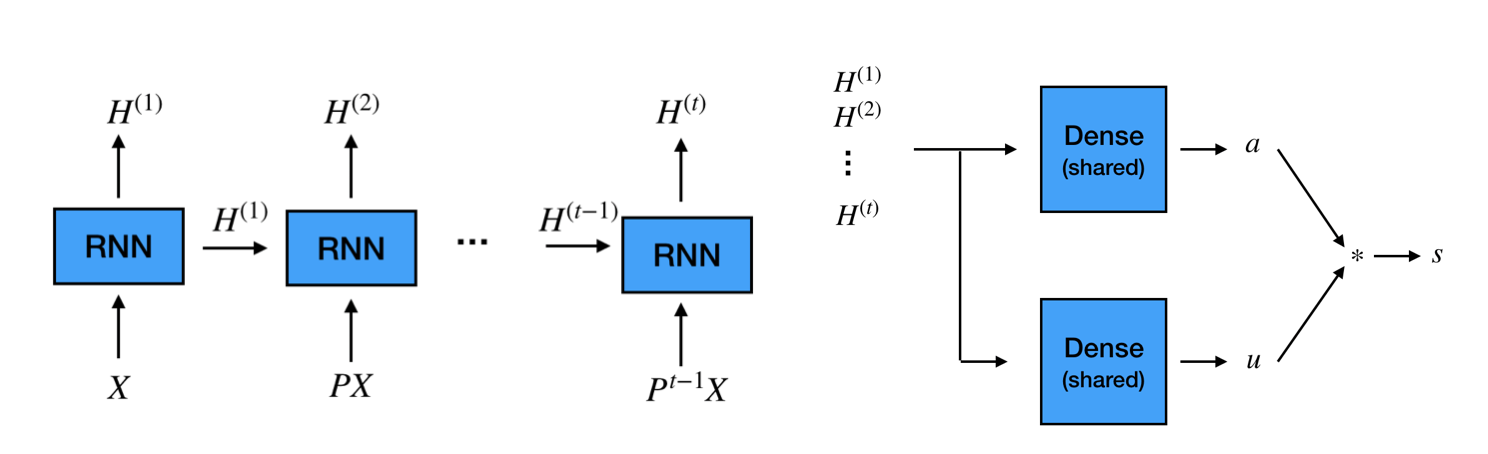 H^{(1)} H^{(2)} H^{(t)}
RNN H^{(1)} RNN ... H^{(t−1)} RNN
X PX P^{t−1}X
H^{(1)}
H^{(2)}
⋮
H^{(t)}
Dense
(shared)
a
* s
Dense
(shared)
u